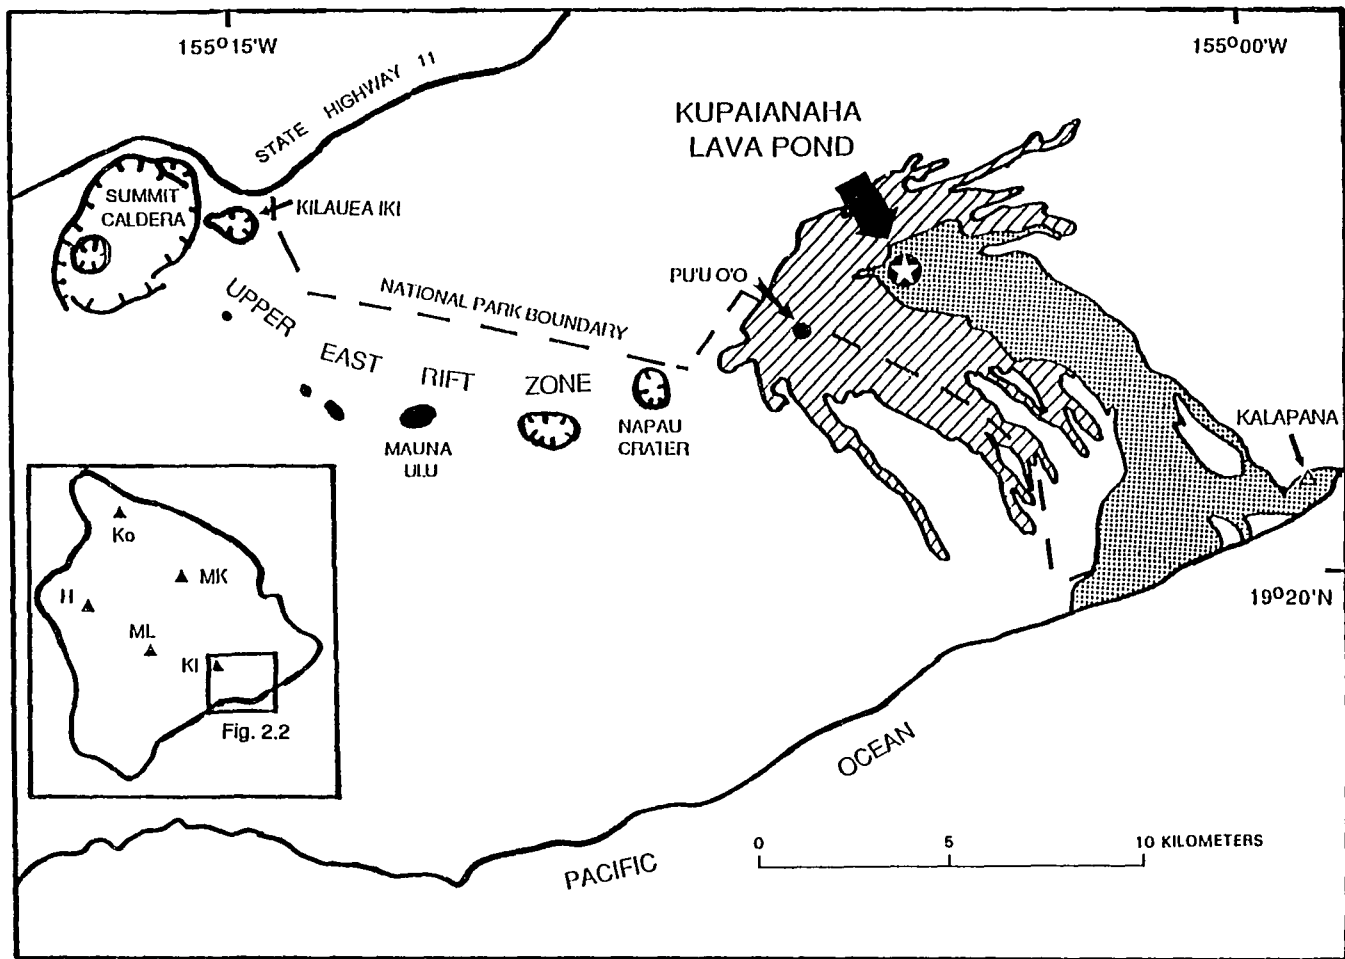 155°15'W
155°00'W
STATE HIGHWAY 11
KUPAIANAHA
LAVA POND
SUMMIT
CALDERA
KILAUEA IKI
PU'U O'O
NATIONAL PARK BOUNDARY
UPPER EAST RIFT ZONE
MAUNA
ULU
NAPAU
CRATER
KALAPANA
19°20'N
Ko
MK
H
ML
KI
Fig. 2.2
PACIFIC OCEAN
0 5 10 KILOMETERS